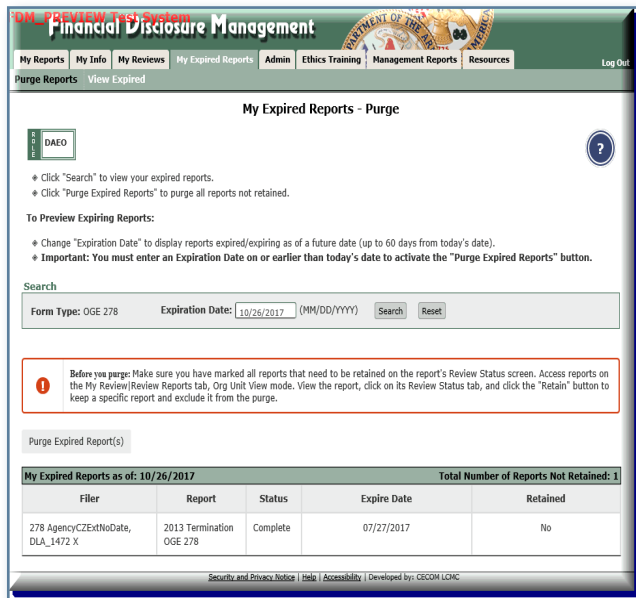 DM_PREVIEW Test System
Financial Disclosure Management
My Reports My Info My Reviews My Expired Reports Admin Ethics Training Management Reports Resources Log Out
Purge Reports View Expired
My Expired Reports - Purge
ROLE DAEO
?
Click "Search" to view your expired reports.
Click "Purge Expired Reports" to purge all reports not retained.
To Preview Expiring Reports:
Change "Expiration Date" to display reports expired/expiring as of a future date (up to 60 days from today's date).
Important: You must enter an Expiration Date on or earlier than today's date to activate the "Purge Expired Reports" button.
Search
Form Type: OGE 278 Expiration Date: 10/26/2017 (MM/DD/YYYY) Search Reset
Before you purge: Make sure you have marked all reports that need to be retained on the report's Review Status screen. Access reports on
the My Review|Review Reports tab, Org Unit View mode. View the report, click on its Review Status tab, and click the "Retain" button to
keep a specific report and exclude it from the purge.
Purge Expired Report(s)
My Expired Reports as of: 10/26/2017 Total Number of Reports Not Retained: 1
Filer Report Status Expire Date Retained
278 AgencyCZExtNoDate, 2013 Termination Complete 07/27/2017 No
DLA_1472 X OGE 278
Security and Privacy Notice | Help | Accessibility | Developed by: CECOM LCMC